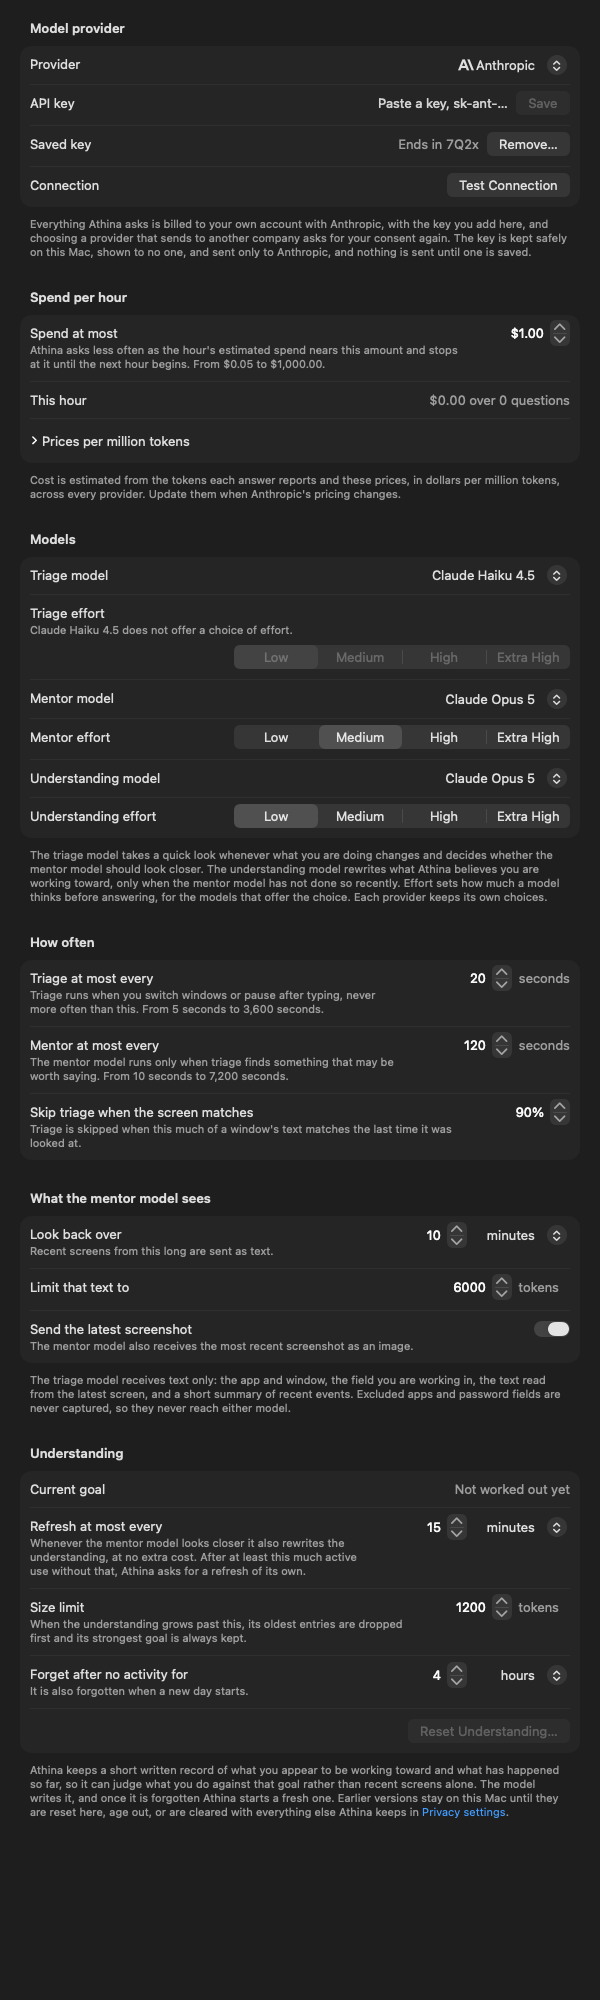 Model provider
Provider
Anthropic
API key
Paste a key, sk-ant-...
Save
Saved key
Ends in 7Q2x
Remove...
Connection
Test Connection
Everything Athina asks is billed to your own account with Anthropic, with the key you add here, and
choosing a provider that sends to another company asks for your consent again. The key is kept safely
on this Mac, shown to no one, and sent only to Anthropic, and nothing is sent until one is saved.
Spend per hour
Spend at most
$1.00
Athina asks less often as the hour's estimated spend nears this amount and stops
at it until the next hour begins. From $0.05 to $1,000.00.
This hour
$0.00 over 0 questions
Prices per million tokens
Cost is estimated from the tokens each answer reports and these prices, in dollars per million tokens,
across every provider. Update them when Anthropic's pricing changes.
Models
Triage model
Claude Haiku 4.5
Triage effort
Claude Haiku 4.5 does not offer a choice of effort.
Low Medium High Extra High
Mentor model
Claude Opus 5
Mentor effort
Low Medium High Extra High
Understanding model
Claude Opus 5
Understanding effort
Low Medium High Extra High
The triage model takes a quick look whenever what you are doing changes and decides whether the
mentor model should look closer. The understanding model rewrites what Athina believes you are
working toward, only when the mentor model has not done so recently. Effort sets how much a model
thinks before answering, for the models that offer the choice. Each provider keeps its own choices.
How often
Triage at most every
20 seconds
Triage runs when you switch windows or pause after typing, never
more often than this. From 5 seconds to 3,600 seconds.
Mentor at most every
120 seconds
The mentor model runs only when triage finds something that may be
worth saying. From 10 seconds to 7,200 seconds.
Skip triage when the screen matches
90%
Triage is skipped when this much of a window's text matches the last time it was
looked at.
What the mentor model sees
Look back over
10 minutes
Recent screens from this long are sent as text.
Limit that text to
6000 tokens
Send the latest screenshot
The mentor model also receives the most recent screenshot as an image.
The triage model receives text only: the app and window, the field you are working in, the text read
from the latest screen, and a short summary of recent events. Excluded apps and password fields are
never captured, so they never reach either model.
Understanding
Current goal
Not worked out yet
Refresh at most every
15 minutes
Whenever the mentor model looks closer it also rewrites the
understanding, at no extra cost. After at least this much active
use without that, Athina asks for a refresh of its own.
Size limit
1200 tokens
When the understanding grows past this, its oldest entries are dropped
first and its strongest goal is always kept.
Forget after no activity for
4 hours
It is also forgotten when a new day starts.
Reset Understanding...
Athina keeps a short written record of what you appear to be working toward and what has happened
so far, so it can judge what you do against that goal rather than recent screens alone. The model
writes it, and once it is forgotten Athina starts a fresh one. Earlier versions stay on this Mac until they
are reset here, age out, or are cleared with everything else Athina keeps in Privacy settings.